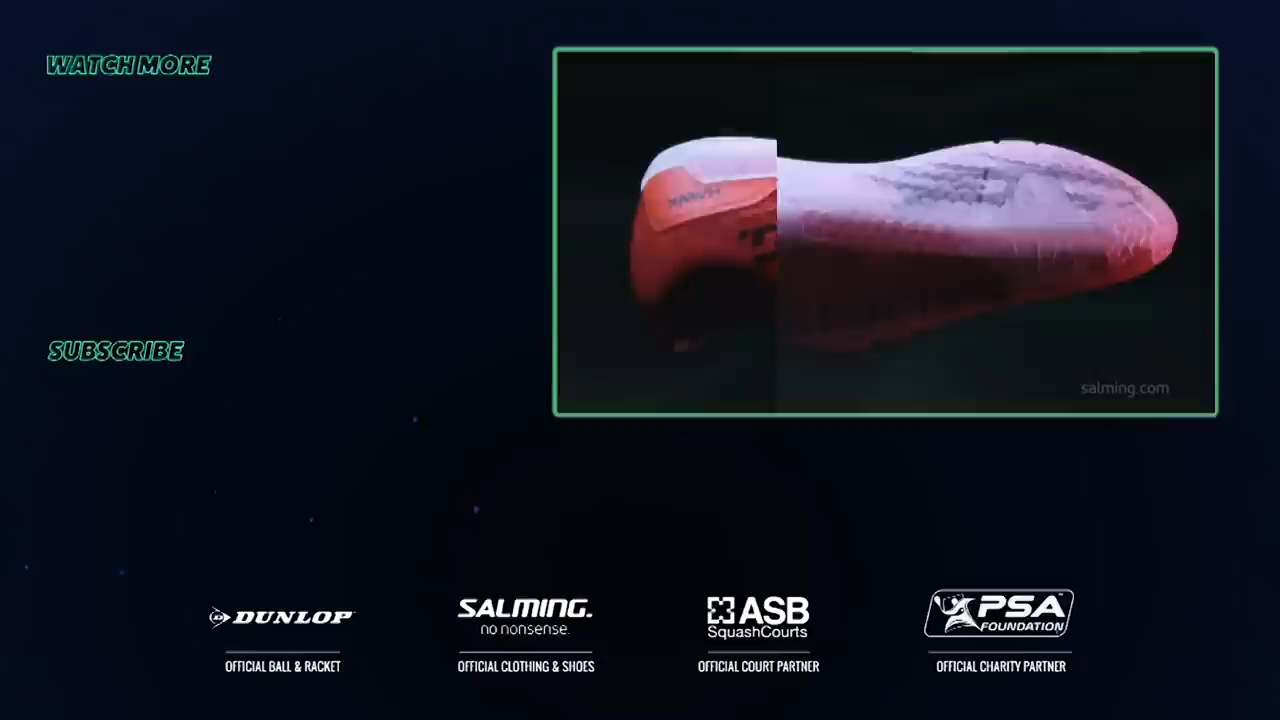 WATCH MORE
HAWK
salming.com
SUBSCRIBE
DUNLOP
SALMING.
no nonsense.
ASB
SquashCourts
PSA
FOUNDATION
OFFICIAL BALL & RACKET
OFFICIAL CLOTHING & SHOES
OFFICIAL COURT PARTNER
OFFICIAL CHARITY PARTNER